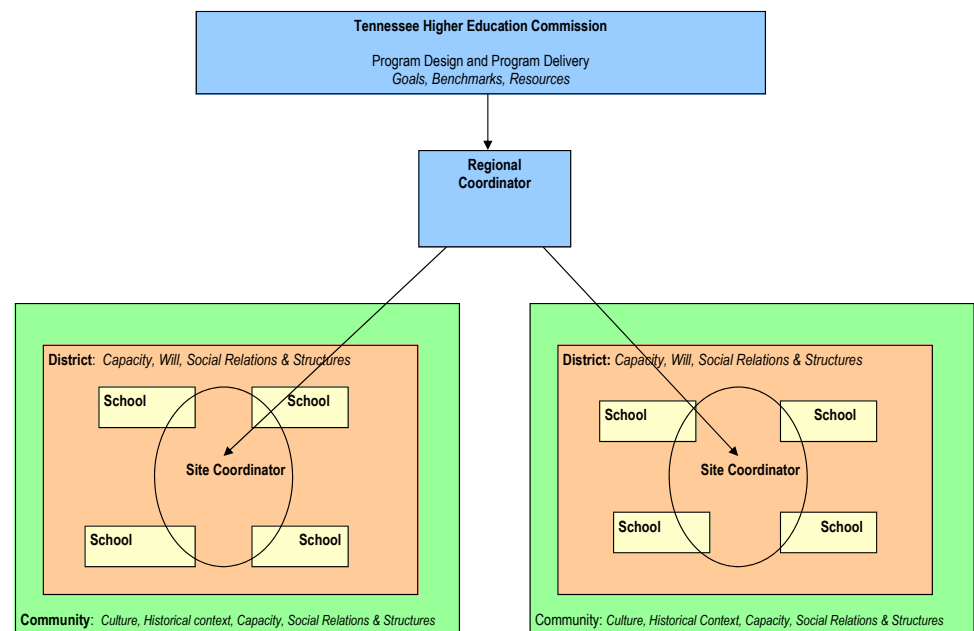 Tennessee Higher Education Commission
Program Design and Program Delivery
Goals, Benchmarks, Resources
Regional
Coordinator
District: Capacity, Will, Social Relations & Structures
School
School
Site Coordinator
School
School
Community: Culture, Historical context, Capacity, Social Relations & Structures
District: Capacity, Will, Social Relations & Structures
School
School
Site Coordinator
School
School
Community: Culture, Historical Context, Capacity, Social Relations & Structures